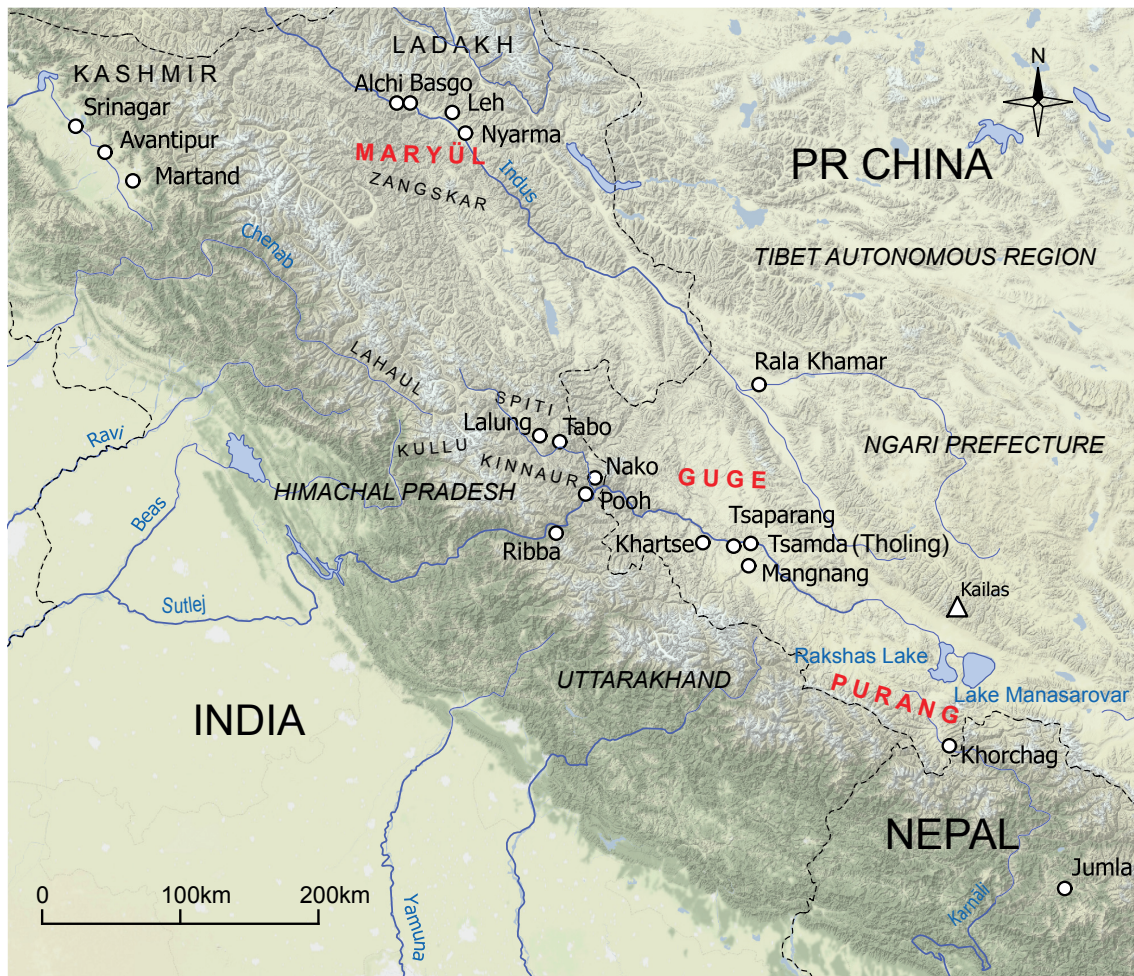 LADAKH
N
KASHMIR
Alchi Basgo
Srinagar
Leh
Nyarma
Avantipur
MARYÜL
PR CHINA
Martand
ZANGSKAR
Indus
Chenab
TIBET AUTONOMOUS REGION
LAHAUL
Rala Khamar
SPITI
Lalung
Tabo
Ravi
KULLU
KINNAUR
NGARI PREFECTURE
Nako
GUGE
HIMACHAL PRADESH
Pooh
Beas
Tsaparang
Ribba
Khartse
Tsamda (Tholing)
Mangnang
Kailas
Sutlej
Rakshas Lake
UTTARAKHAND
PURANG
Lake Manasarovar
INDIA
Khorchag
NEPAL
Jumla
0 100km 200km
Yamuna
Karnali